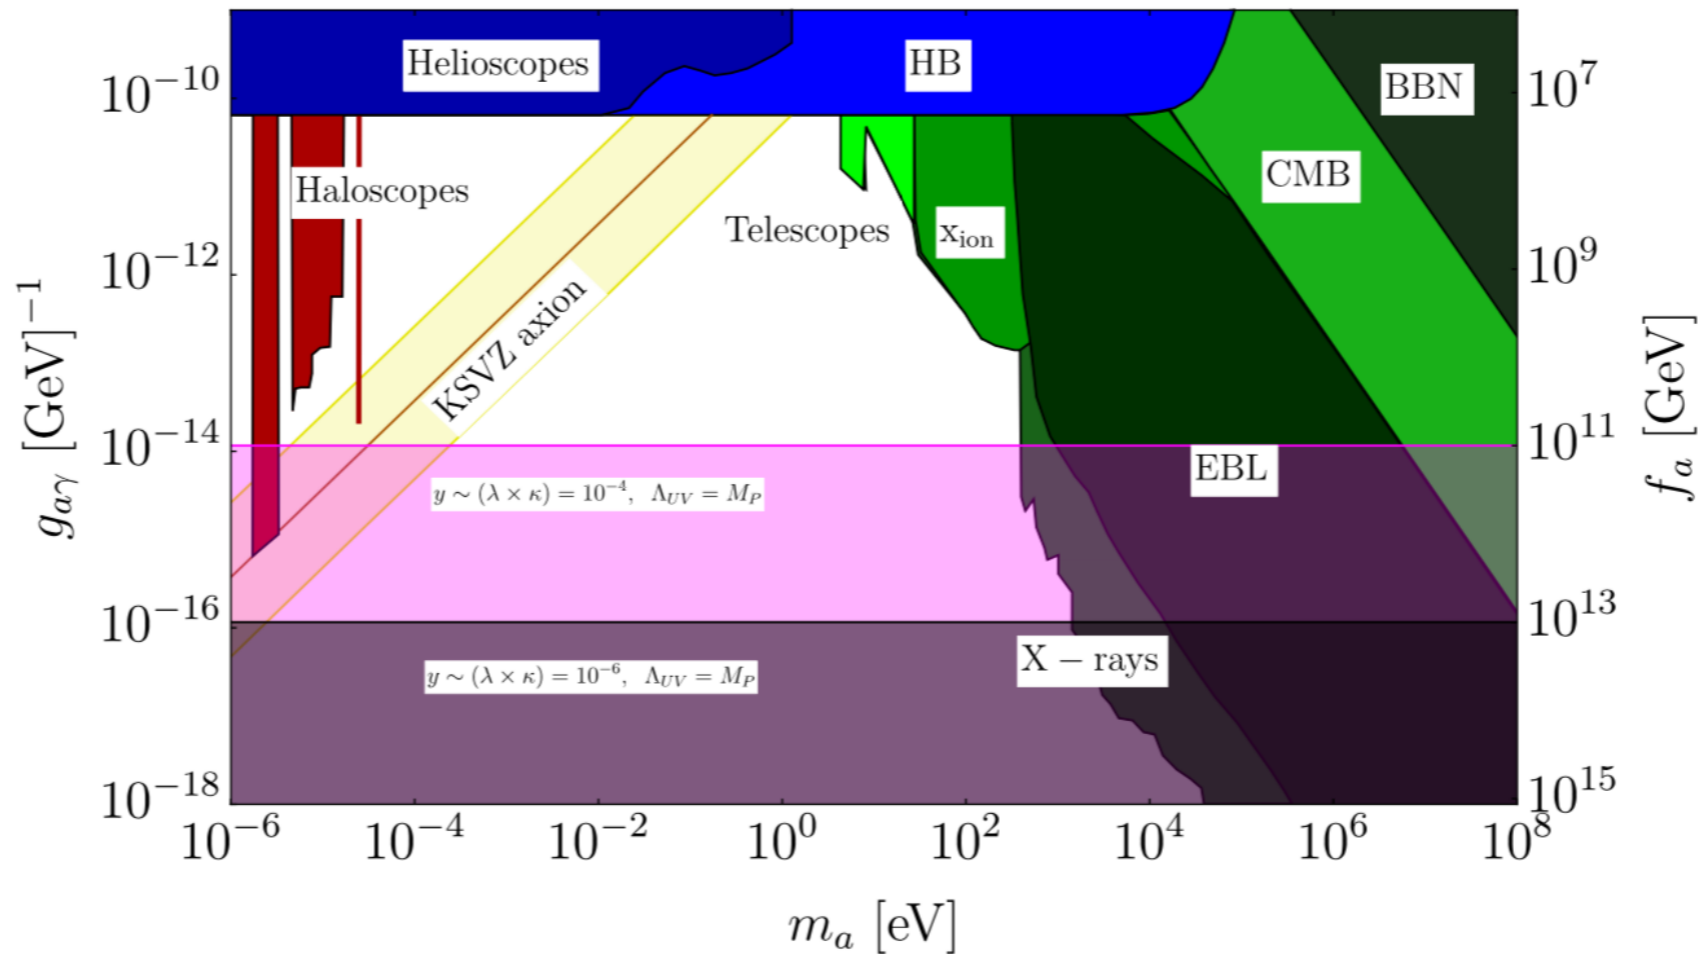 Helioscopes
HB
BBN
CMB
Haloscopes
Telescopes
x_ion
KSVZ axion
EBL
y ∼ (λ × κ) = 10^−4, Λ_UV = M_P
X − rays
y ∼ (λ × κ) = 10^−6, Λ_UV = M_P
g_aγ [GeV]^−1
10^−10
10^−12
10^−14
10^−16
10^−18
f_a [GeV]
10^7
10^9
10^11
10^13
10^15
10^−6 10^−4 10^−2 10^0 10^2 10^4 10^6 10^8
m_a [eV]